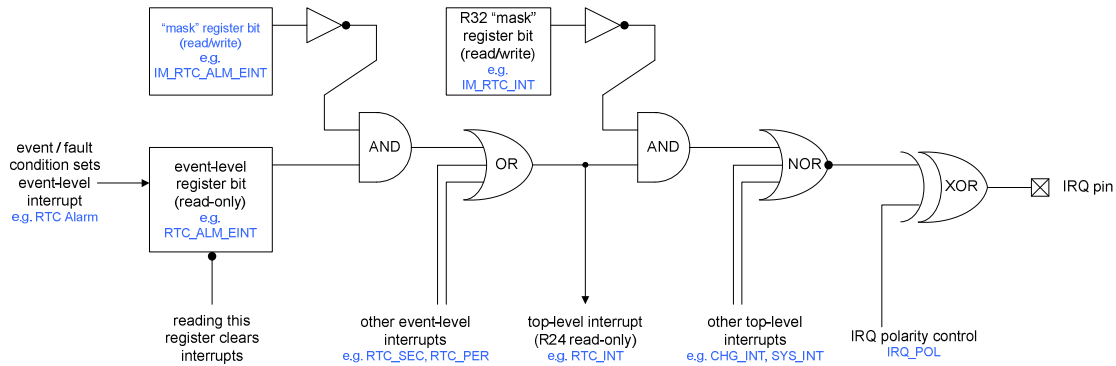 “mask” register bit
(read/write)
e.g.
IM_RTC_ALM_EINT
R32 “mask”
register bit
(read/write)
e.g.
IM_RTC_INT
event / fault
condition sets
event-level
interrupt
e.g. RTC Alarm
event-level
register bit
(read-only)
e.g.
RTC_ALM_EINT
AND
OR
AND
NOR
XOR
IRQ pin
reading this
register clears
interrupts
other event-level
interrupts
e.g. RTC_SEC, RTC_PER
top-level interrupt
(R24 read-only)
e.g. RTC_INT
other top-level
interrupts
e.g. CHG_INT, SYS_INT
IRQ polarity control
IRQ_POL